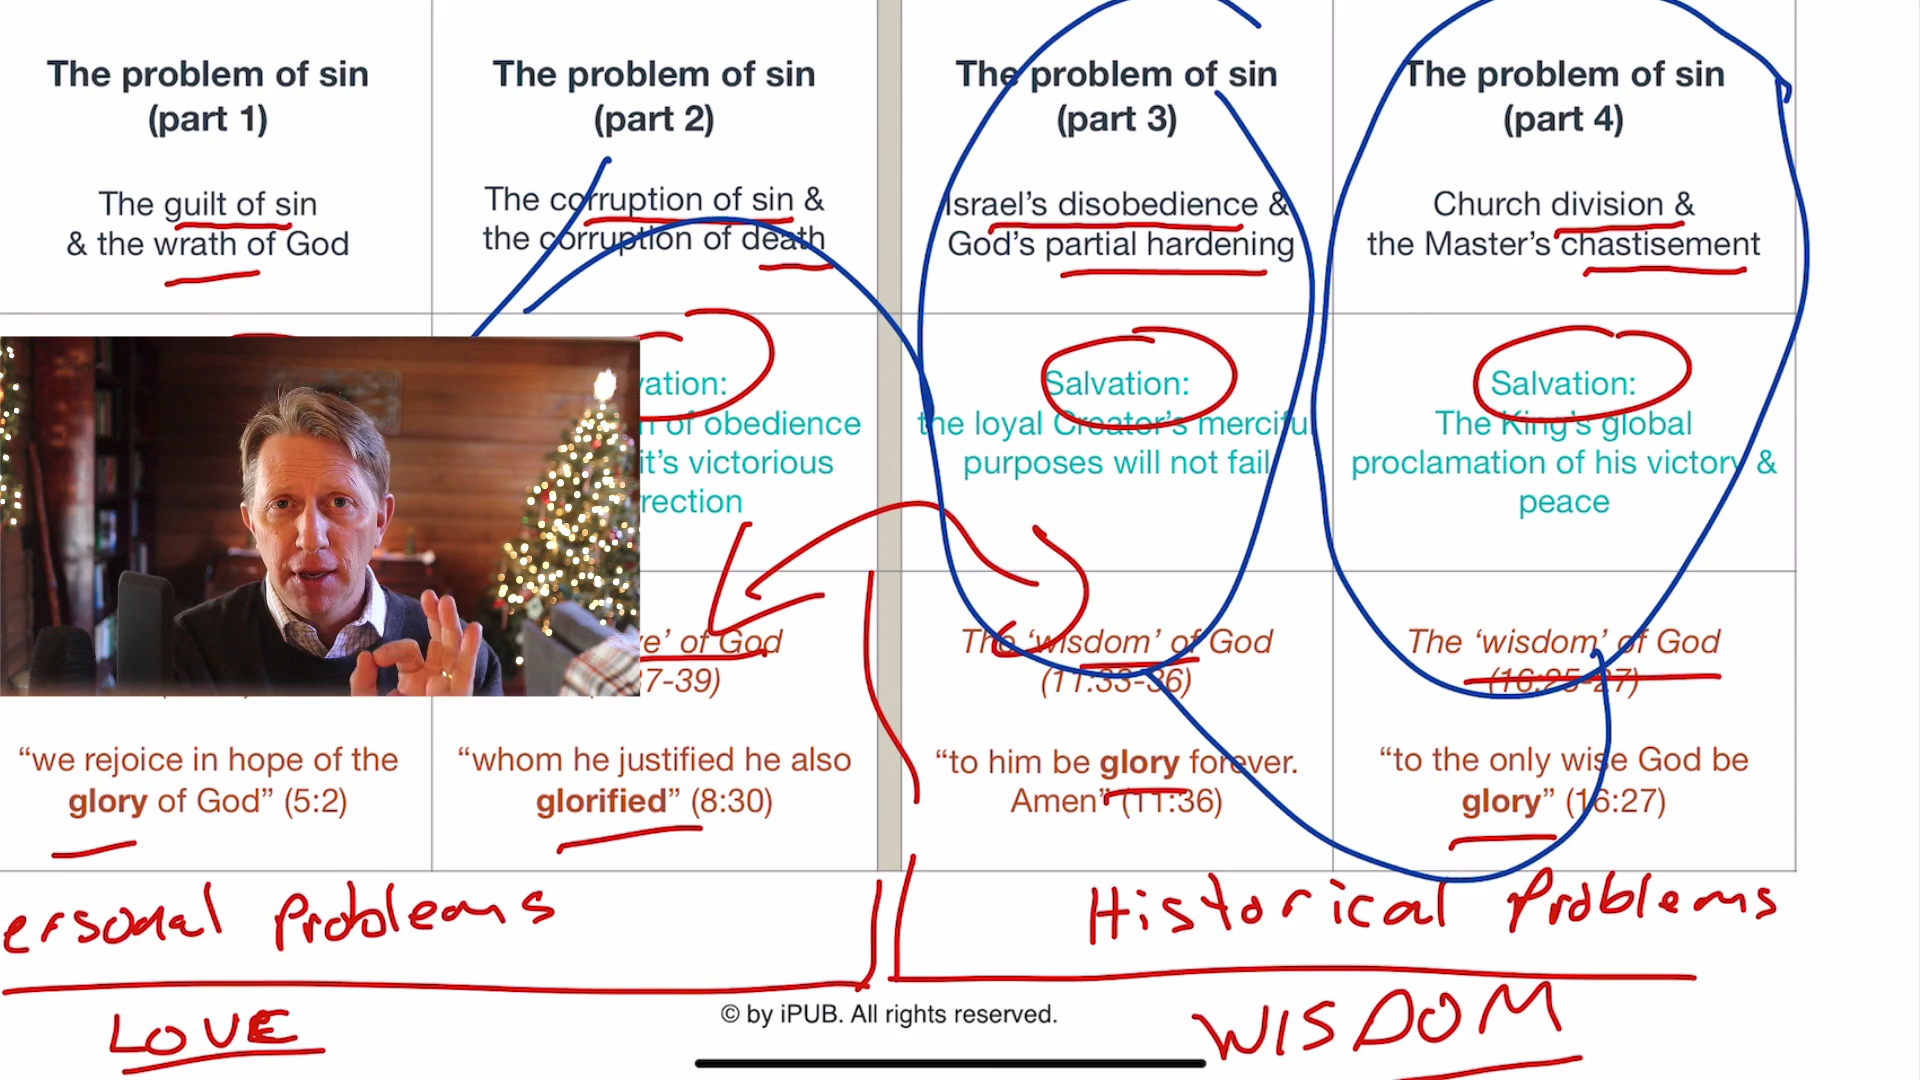 The problem of sin
(part 1)
The guilt of sin
& the wrath of God
The problem of sin
(part 2)
The corruption of sin &
the corruption of death
The problem of sin
(part 3)
Israel’s disobedience &
God’s partial hardening
The problem of sin
(part 4)
Church division &
the Master’s chastisement
vation:
of obedience
it’s victorious
rection
Salvation:
the loyal Creator’s merciful
purposes will not fail
Salvation:
The King’s global
proclamation of his victory &
peace
“we rejoice in hope of the
glory of God” (5:2)
e’ of God
37-39)
“whom he justified he also
glorified” (8:30)
The ‘wisdom’ of God
(11:33-36)
“to him be glory forever.
Amen” (11:36)
The ‘wisdom’ of God
(16:25-27)
“to the only wise God be
glory” (16:27)
ersonal Problems
Historical Problems
LOVE
© by iPUB. All rights reserved.
WISDOM